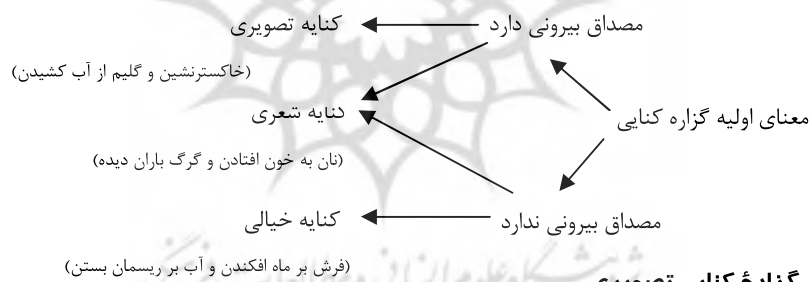 مصداق بیرونی دارد
کنایه تصویری
(خاکسترنشین و گلیم از آب کشیدن)
معنای اولیه گزاره کنایی
کنایه شعری
(نان به خون افتادن و گرگ باران دیده)
مصداق بیرونی ندارد
کنایه خیالی
(فرش بر ماه افکندن و آب بر ریسمان بستن)